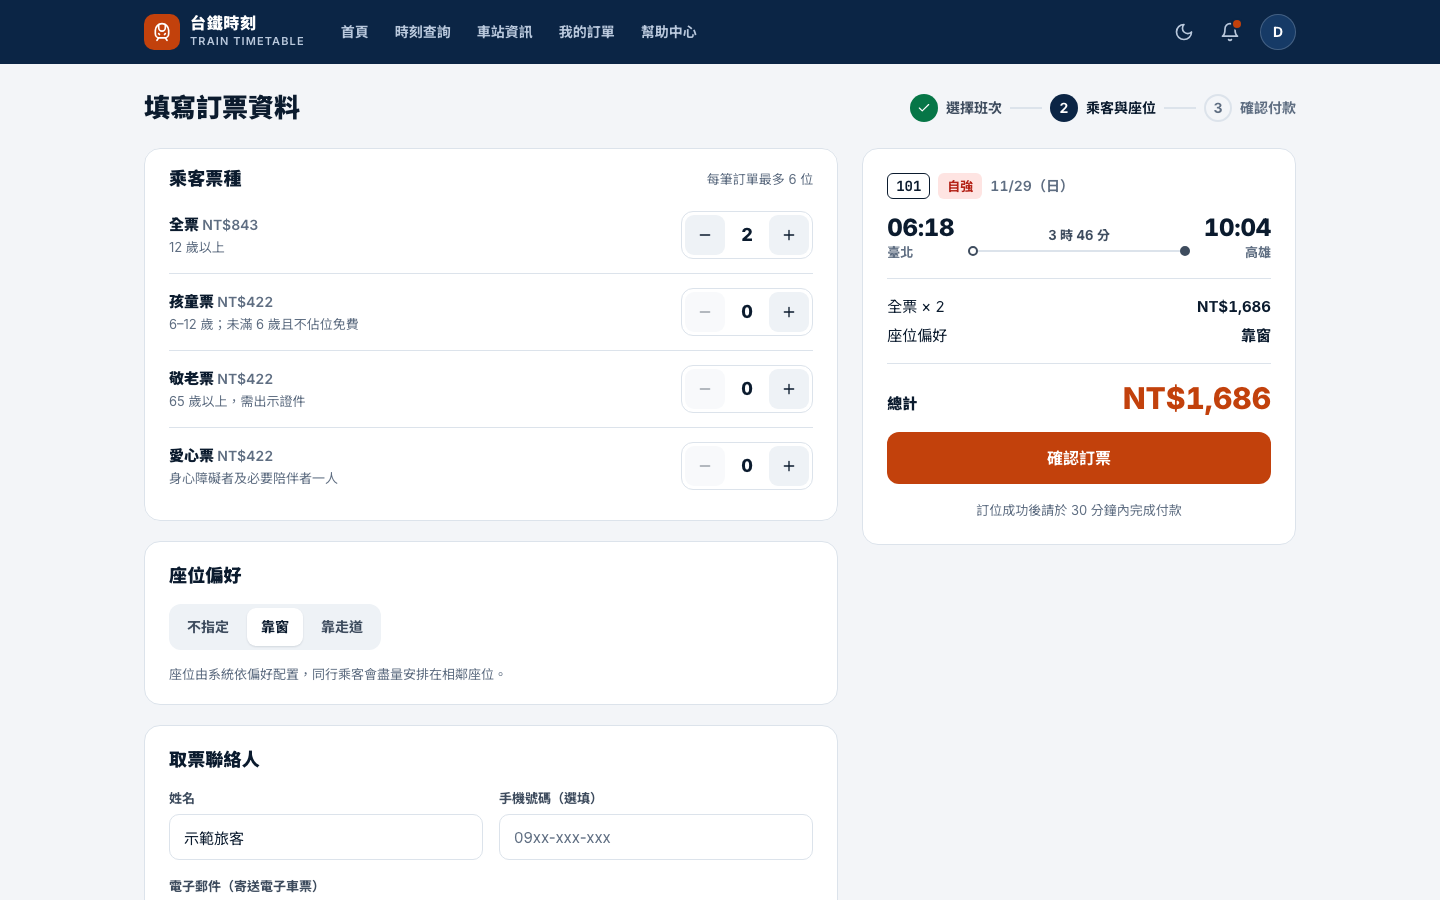 台鐵時刻
TRAIN TIMETABLE
首頁
時刻查詢
車站資訊
我的訂單
幫助中心
D
填寫訂票資料
選擇班次
2
乘客與座位
3
確認付款
乘客票種
每筆訂單最多 6 位
全票 NT$843
12 歲以上
− 2 +
孩童票 NT$422
6–12 歲；未滿 6 歲且不佔位免費
− 0 +
敬老票 NT$422
65 歲以上，需出示證件
− 0 +
愛心票 NT$422
身心障礙者及必要陪伴者一人
− 0 +
座位偏好
不指定
靠窗
靠走道
座位由系統依偏好配置，同行乘客會盡量安排在相鄰座位。
取票聯絡人
姓名
示範旅客
手機號碼（選填）
09xx-xxx-xxx
電子郵件（寄送電子車票）
101 自強 11/29（日）
06:18
臺北
3 時 46 分
10:04
高雄
全票 × 2 NT$1,686
座位偏好 靠窗
總計 NT$1,686
確認訂票
訂位成功後請於 30 分鐘內完成付款